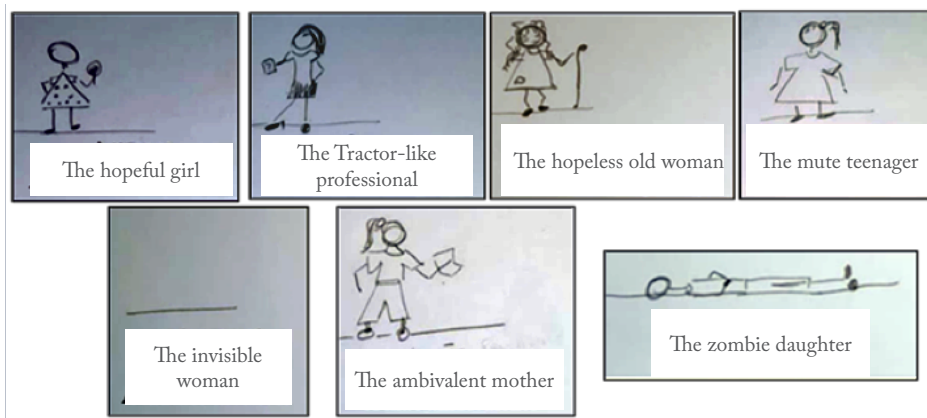 The hopeful girl
The Tractor-like
professional
The hopeless old woman
The mute teenager
The invisible
woman
The ambivalent mother
The zombie daughter